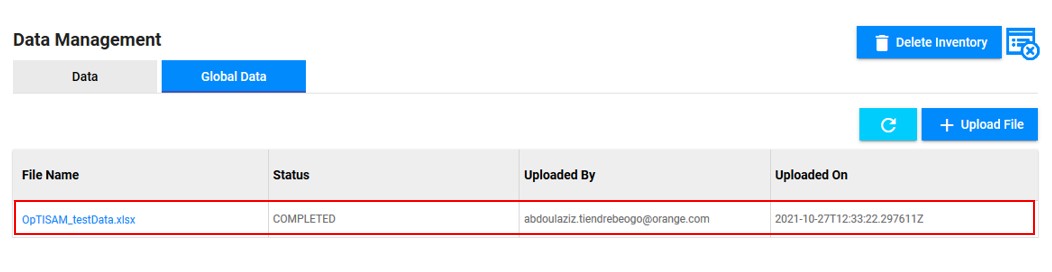 Data Management
Delete Inventory
Data
Global Data
Upload File
File Name
Status
Uploaded By
Uploaded On
OpTISAM_testData.xlsx
COMPLETED
abdoulaziz.tiendrebeogo@orange.com
2021-10-27T12:33:22.297611Z